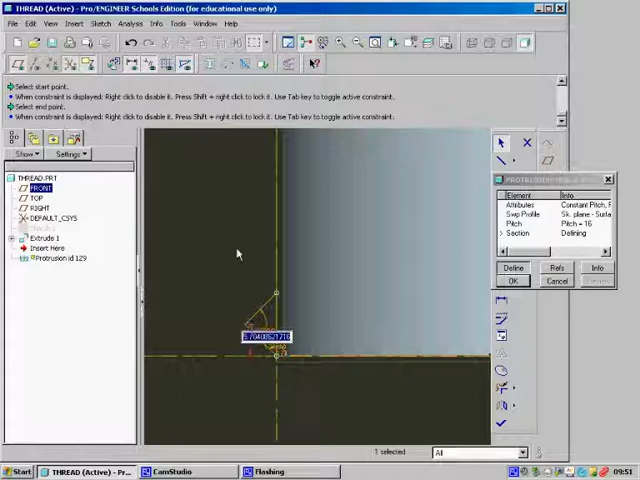 THREAD (Active) - Pro/ENGINEER Schools Edition (for educational use only)
File Edit View Insert Sketch Analysis Info Applications Tools Window Help
Select start point.
When constraint is displayed: Right click to disable it. Press Shift + right click to lock it. Use Tab key to toggle active constraint.
Select end point.
When constraint is displayed: Right click to disable it. Press Shift + right click to lock it. Use Tab key to toggle active constraint.
Show Settings
THREAD.PRT
FRONT
TOP
RIGHT
DEFAULT_CSYS
Extrude 1
Insert Here
Protrusion id 129
Element Info
Attributes Constant Pitch, R
Swp Profile Sk. plane - Surfa
Pitch Pitch = 16
> Section Defining
Define Refs Info
OK Cancel
1 selected All
Start THREAD (Active) - Pr... CamStudio Flashing 09:51